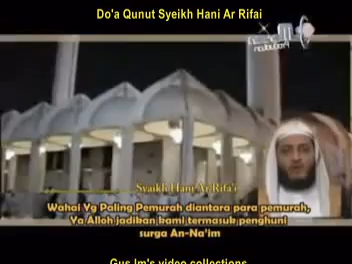 Do'a Qunut Syeikh Hani Ar Rifai
Syaikh Hani Ar Rifa'i
Wahai Yg Paling Pemurah diantara para pemurah,
Ya Alloh jadikan kami termasuk penghuni
surga An-Na'im
Gus Im's video collections